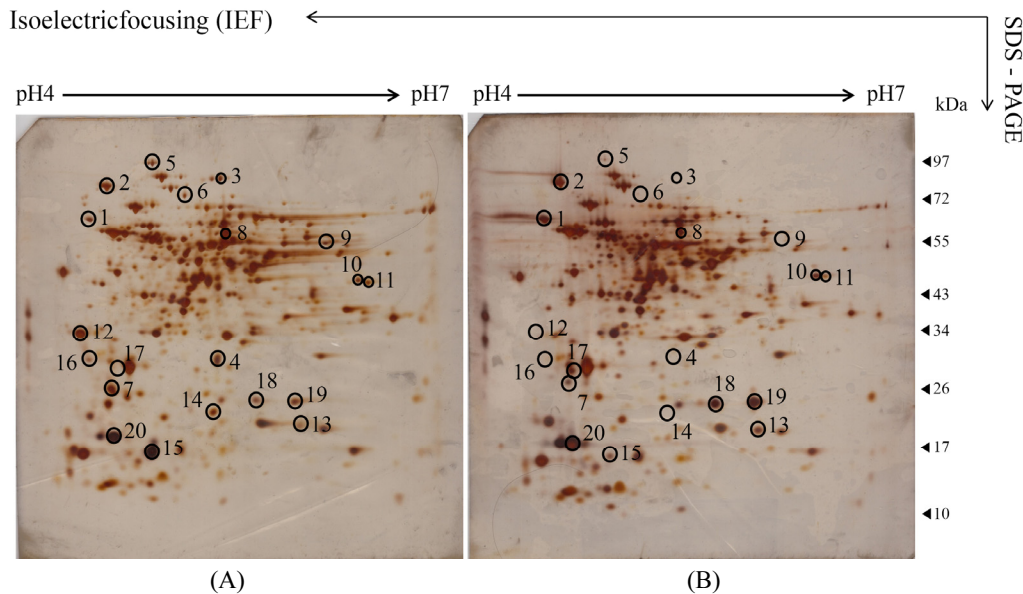 Isoelectricfocusing (IEF)
SDS - PAGE
pH4 pH7 pH4 pH7
kDa
5 3 2 6 1 8 9 10 11 12 16 17 4 7 14 18 19 13 20 15
5 3 2 6 1 8 9 10 11 12 16 17 4 7 14 18 19 13 20 15
97
72
55
43
34
26
17
10
(A) (B)